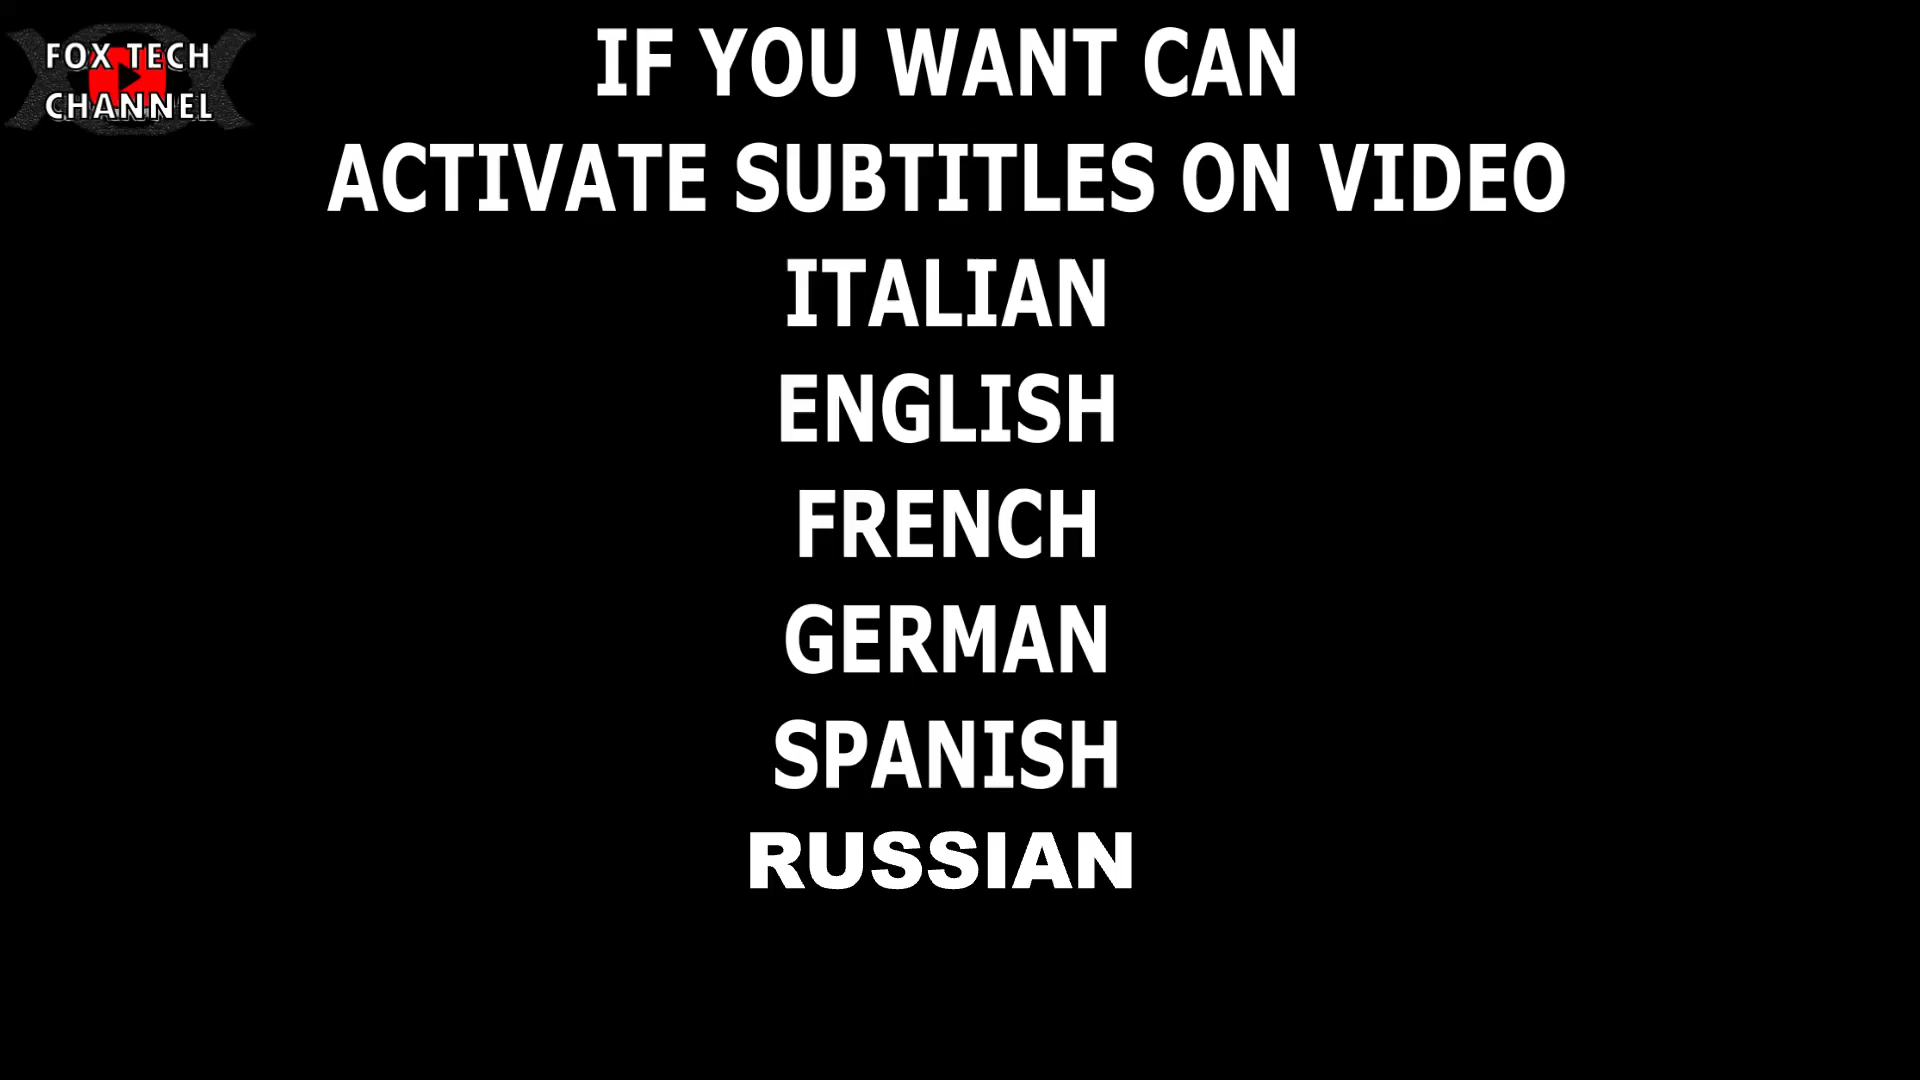 FOX TECH
CHANNEL
IF YOU WANT CAN
ACTIVATE SUBTITLES ON VIDEO
ITALIAN
ENGLISH
FRENCH
GERMAN
SPANISH
RUSSIAN